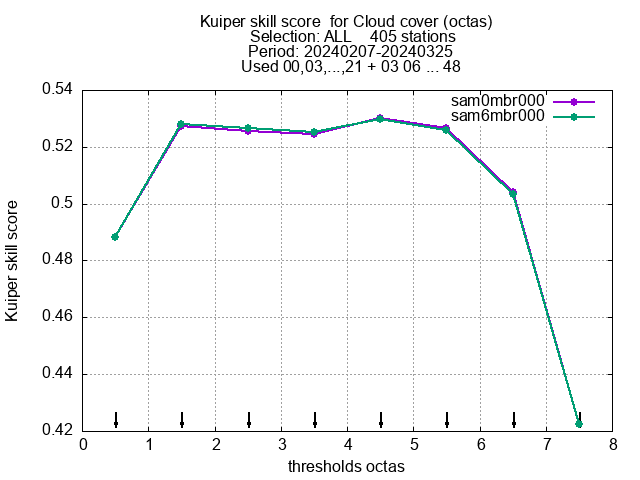 Kuiper skill score  for Cloud cover (octas)
Selection: ALL    405 stations
Period: 20240207-20240325
Used 00,03,...,21 + 03 06 ... 48
sam0mbr000
sam6mbr000
0.54
0.52
0.5
0.48
0.46
0.44
0.42
Kuiper skill score
0 1 2 3 4 5 6 7 8
thresholds octas